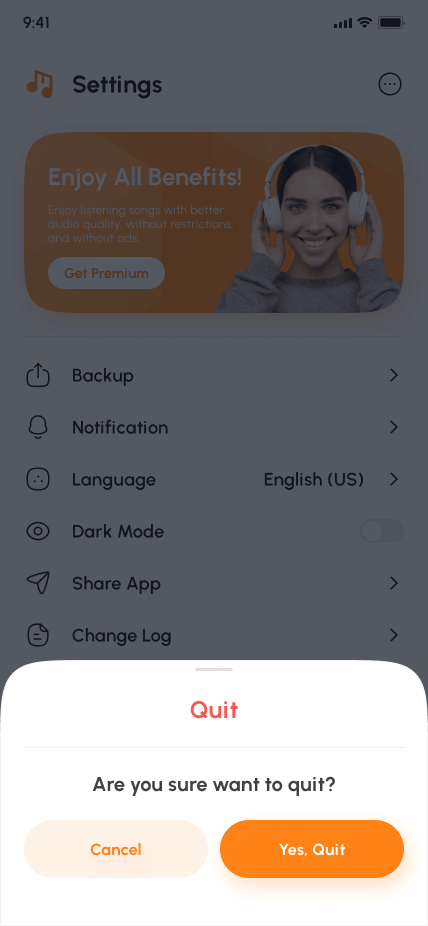 9:41
Settings
Enjoy All Benefits!
Enjoy listening songs with better
audio quality, without restrictions,
and without ads.
Get Premium
Backup
Notification
Language English (US)
Dark Mode
Share App
Change Log
Quit
Are you sure want to quit?
Cancel Yes, Quit